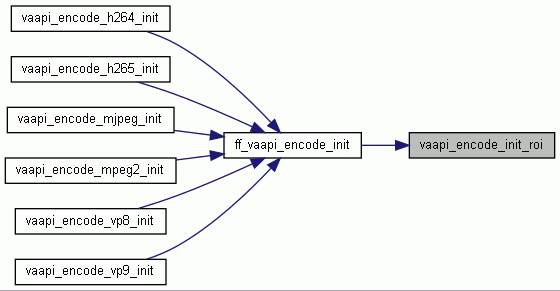 vaapi_encode_h264_init
vaapi_encode_h265_init
vaapi_encode_mjpeg_init
vaapi_encode_mpeg2_init
vaapi_encode_vp8_init
vaapi_encode_vp9_init
ff_vaapi_encode_init
vaapi_encode_init_roi